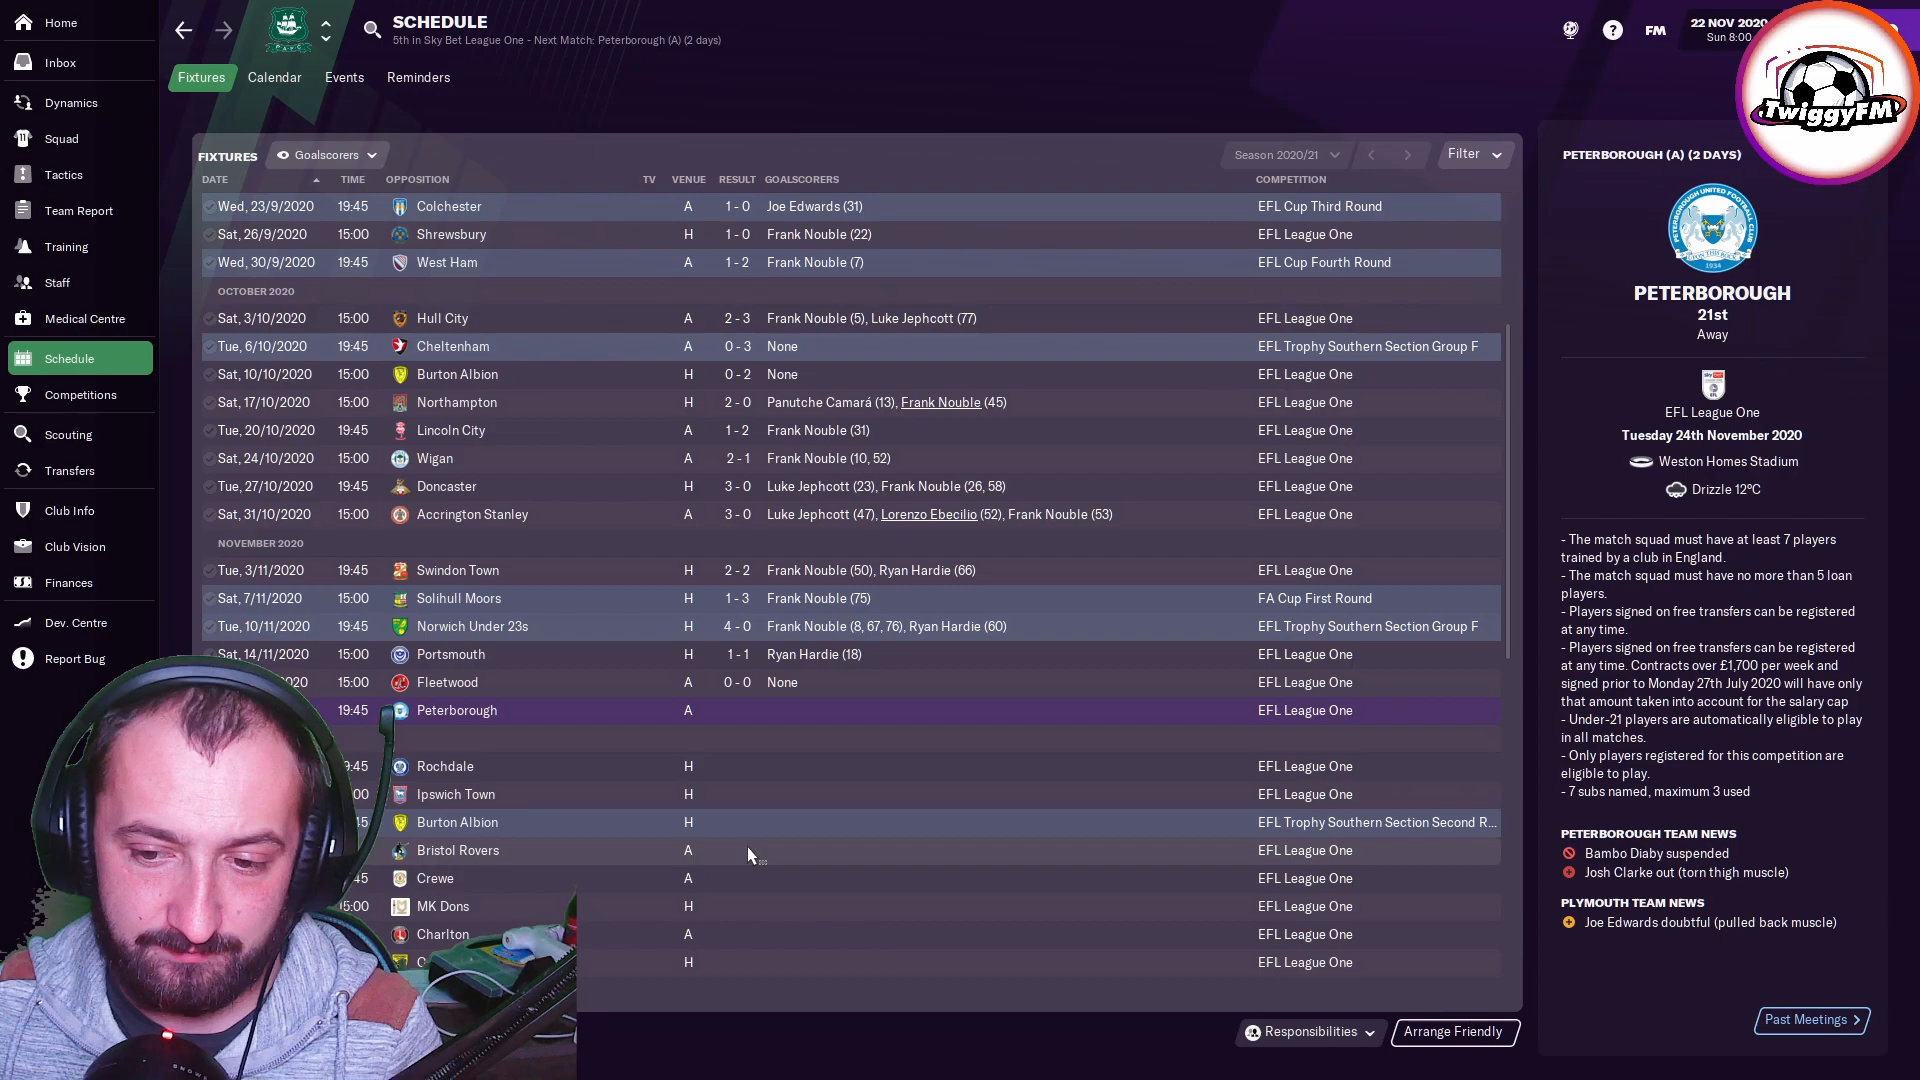 Home
Inbox
Dynamics
Squad
Tactics
Team Report
Training
Staff
Medical Centre
Schedule
Competitions
Scouting
Transfers
Club Info
Club Vision
Finances
Dev. Centre
Report Bug
SCHEDULE
5th in Sky Bet League One - Next Match: Peterborough (A) (2 days)
FM
22 NOV 2020
Sun 8:00
TwiggyFM
Fixtures Calendar Events Reminders
FIXTURES Goalscorers Season 2020/21 Filter
DATE TIME OPPOSITION TV VENUE RESULT GOALSCORERS COMPETITION
Wed, 23/9/2020 19:45 Colchester A 1 - 0 Joe Edwards (31) EFL Cup Third Round
Sat, 26/9/2020 15:00 Shrewsbury H 1 - 0 Frank Nouble (22) EFL League One
Wed, 30/9/2020 19:45 West Ham A 1 - 2 Frank Nouble (7) EFL Cup Fourth Round
OCTOBER 2020
Sat, 3/10/2020 15:00 Hull City A 2 - 3 Frank Nouble (5), Luke Jephcott (77) EFL League One
Tue, 6/10/2020 19:45 Cheltenham A 0 - 3 None EFL Trophy Southern Section Group F
Sat, 10/10/2020 15:00 Burton Albion H 0 - 2 None EFL League One
Sat, 17/10/2020 15:00 Northampton H 2 - 0 Panutche Camará (13), Frank Nouble (45) EFL League One
Tue, 20/10/2020 19:45 Lincoln City A 1 - 2 Frank Nouble (31) EFL League One
Sat, 24/10/2020 15:00 Wigan A 2 - 1 Frank Nouble (10, 52) EFL League One
Tue, 27/10/2020 19:45 Doncaster H 3 - 0 Luke Jephcott (23), Frank Nouble (26, 58) EFL League One
Sat, 31/10/2020 15:00 Accrington Stanley A 3 - 0 Luke Jephcott (47), Lorenzo Ebecilio (52), Frank Nouble (53) EFL League One
NOVEMBER 2020
Tue, 3/11/2020 19:45 Swindon Town H 2 - 2 Frank Nouble (50), Ryan Hardie (66) EFL League One
Sat, 7/11/2020 15:00 Solihull Moors H 1 - 3 Frank Nouble (75) FA Cup First Round
Tue, 10/11/2020 19:45 Norwich Under 23s H 4 - 0 Frank Nouble (8, 67, 76), Ryan Hardie (60) EFL Trophy Southern Section Group F
Sat, 14/11/2020 15:00 Portsmouth H 1 - 1 Ryan Hardie (18) EFL League One
15:00 Fleetwood A 0 - 0 None EFL League One
19:45 Peterborough A EFL League One
Rochdale H EFL League One
Ipswich Town H EFL League One
Burton Albion H EFL Trophy Southern Section Second R...
Bristol Rovers A EFL League One
Crewe A EFL League One
MK Dons H EFL League One
Charlton A EFL League One
H EFL League One
Responsibilities Arrange Friendly
PETERBOROUGH (A) (2 DAYS)
PETERBOROUGH
21st
Away
EFL League One
Tuesday 24th November 2020
Weston Homes Stadium
Drizzle 12°C
- The match squad must have at least 7 players
trained by a club in England.
- The match squad must have no more than 5 loan
players.
- Players signed on free transfers can be registered
at any time.
- Players signed on free transfers can be registered
at any time. Contracts over £1,700 per week and
signed prior to Monday 27th July 2020 will have only
that amount taken into account for the salary cap
- Under-21 players are automatically eligible to play
in all matches.
- Only players registered for this competition are
eligible to play.
- 7 subs named, maximum 3 used
PETERBOROUGH TEAM NEWS
Bambo Diaby suspended
Josh Clarke out (torn thigh muscle)
PLYMOUTH TEAM NEWS
Joe Edwards doubtful (pulled back muscle)
Past Meetings